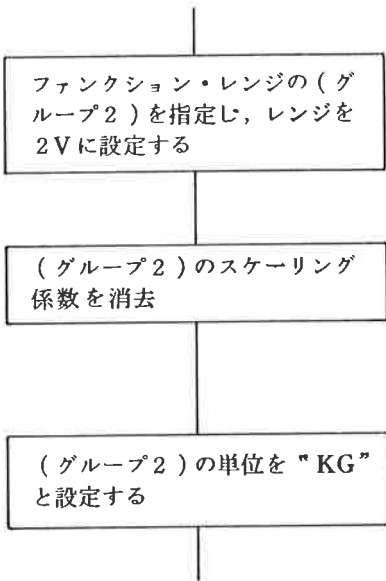 ファンクション・レンジの(グ
ループ2)を指定し,レンジを
2Vに設定する
(グループ2)のスケーリング
係数を消去
(グループ2)の単位を"KG"
と設定する